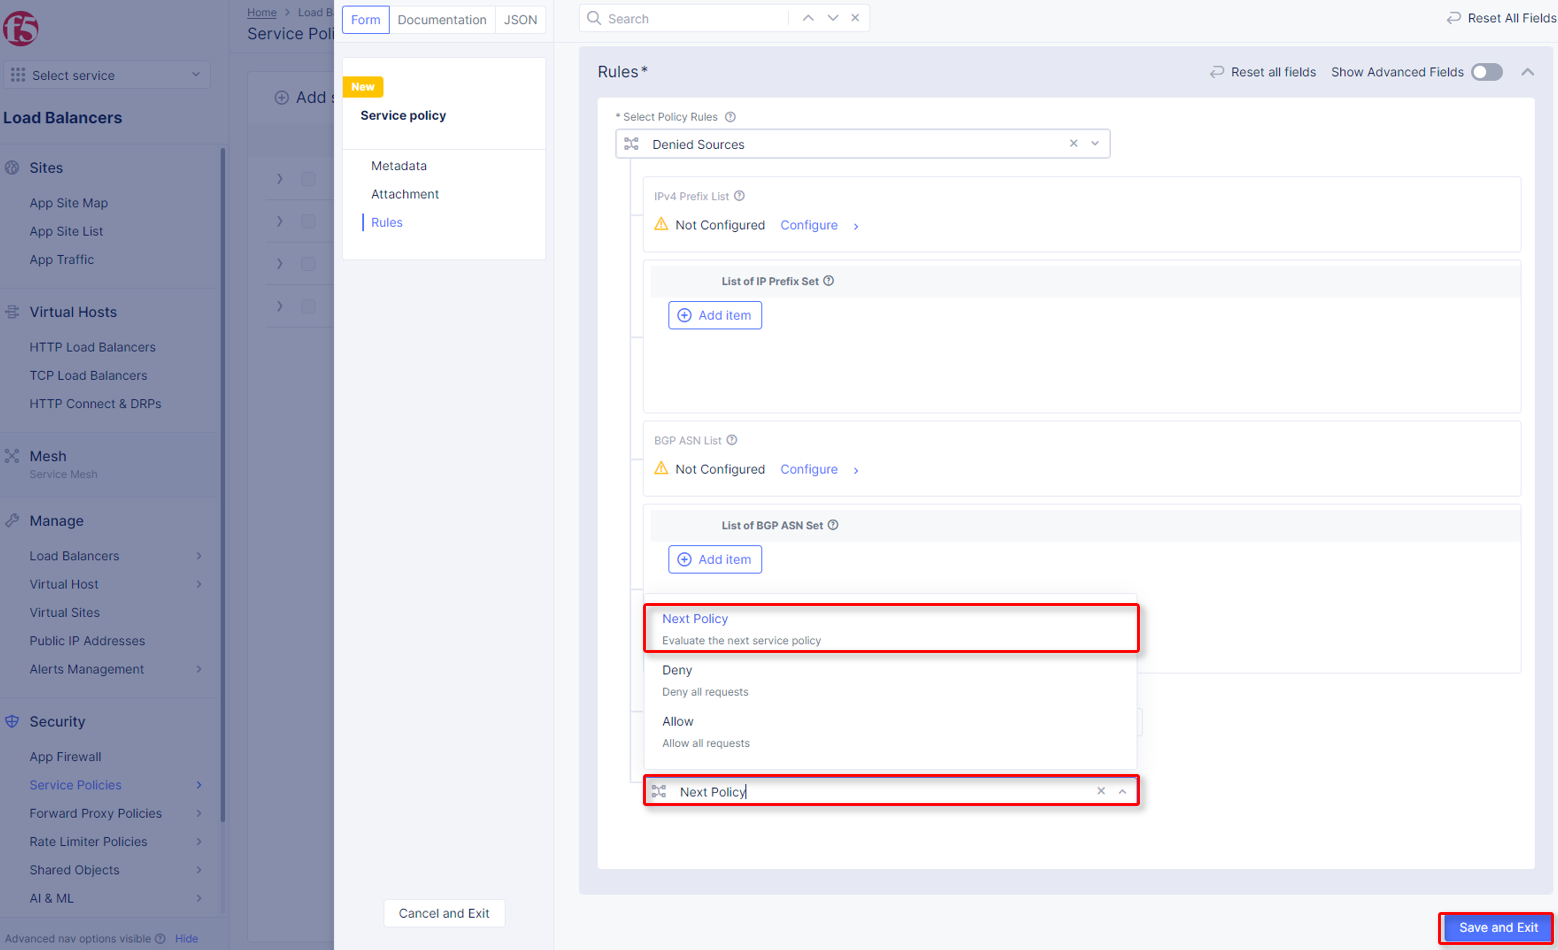 f5
Select service
Load Balancers
Sites
App Site Map
App Site List
App Traffic
Virtual Hosts
HTTP Load Balancers
TCP Load Balancers
HTTP Connect & DRPs
Mesh
Service Mesh
Manage
Load Balancers
Virtual Host
Virtual Sites
Public IP Addresses
Alerts Management
Security
App Firewall
Service Policies
Forward Proxy Policies
Rate Limiter Policies
Shared Objects
AI & ML
Advanced nav options visible Hide
Home Load B
Service Poli
Add s
Form Documentation JSON
New
Service policy
Metadata
Attachment
Rules
Cancel and Exit
Search
Reset All Fields
Rules*
Reset all fields Show Advanced Fields
* Select Policy Rules
Denied Sources
IPv4 Prefix List
Not Configured Configure
List of IP Prefix Set
Add item
BGP ASN List
Not Configured Configure
List of BGP ASN Set
Add item
Next Policy
Evaluate the next service policy
Deny
Deny all requests
Allow
Allow all requests
Next Policy
Save and Exit